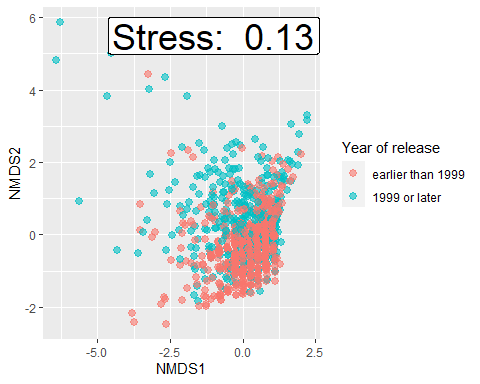 Stress: 0.13
6
4
2
0
-2
NMDS2
-5.0
-2.5
0.0
2.5
NMDS1
Year of release
earlier than 1999
1999 or later